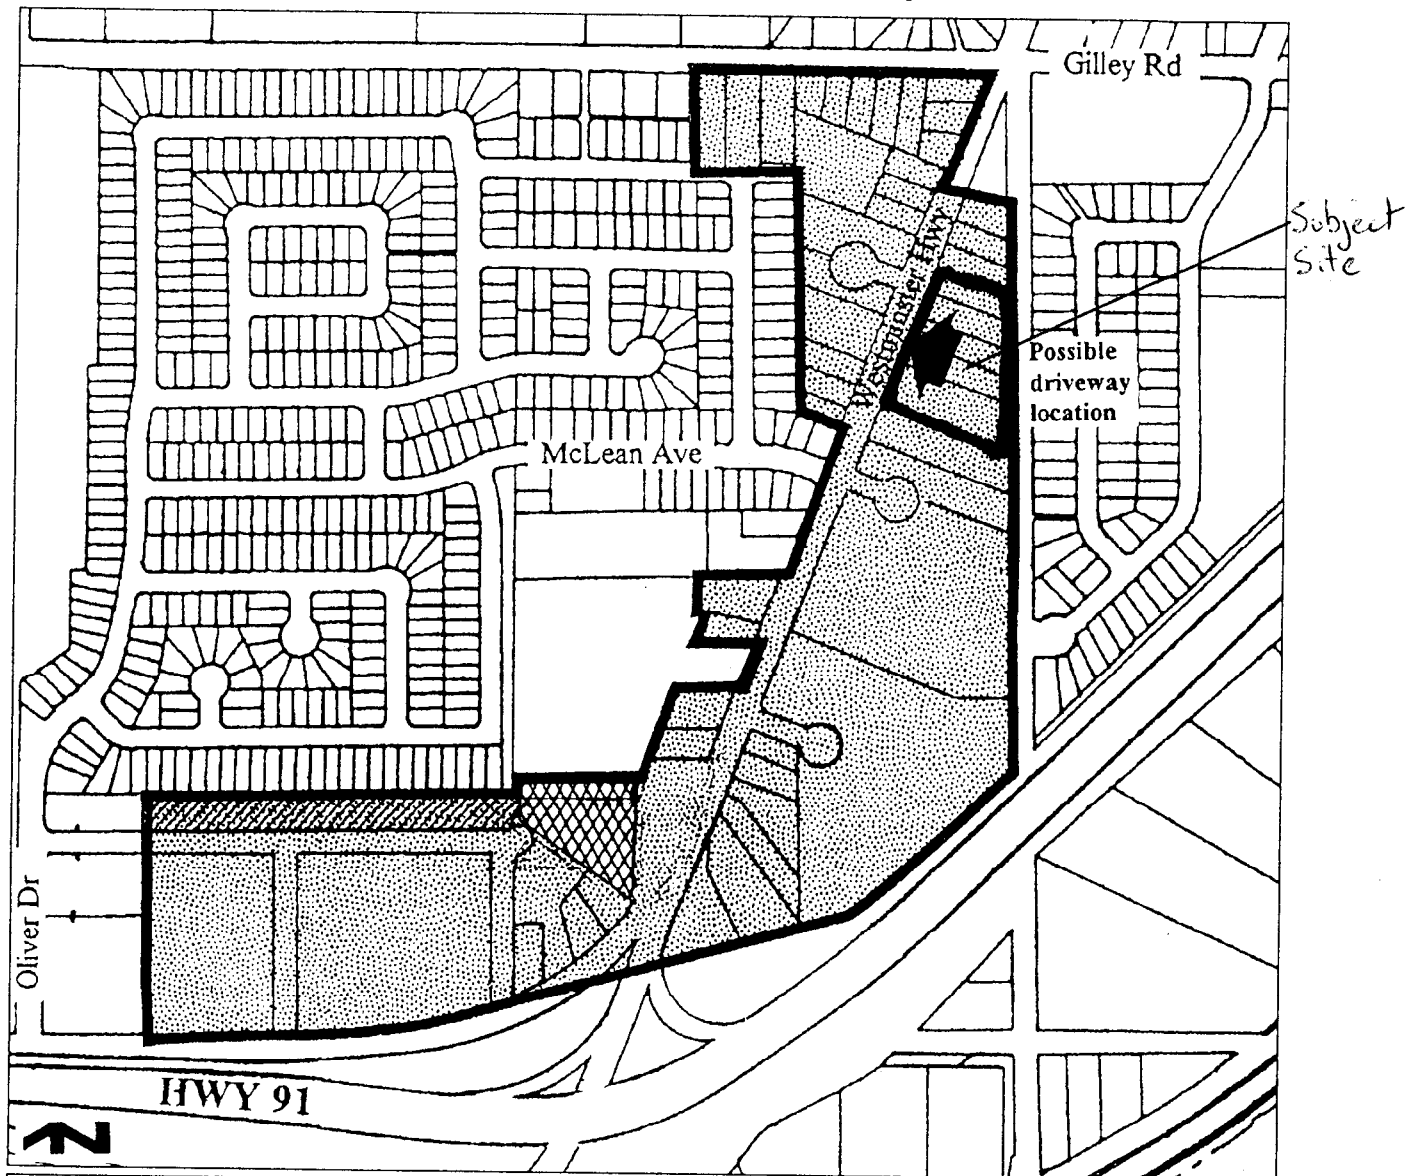 Gilley Rd
Subject
Site
Westminster HWY
Possible
driveway
location
McLean Ave
Oliver Dr
HWY 91
N